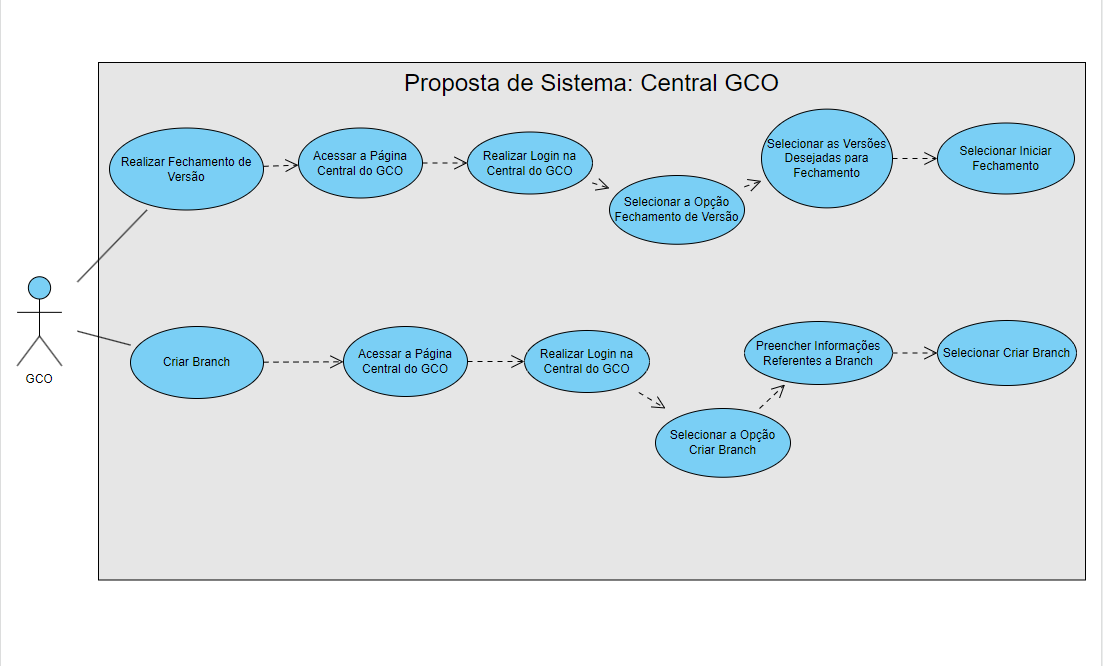 Proposta de Sistema: Central GCO
Realizar Fechamento de
Versão
Acessar a Página
Central do GCO
Realizar Login na
Central do GCO
Selecionar a Opção
Fechamento de Versão
Selecionar as Versões
Desejadas para
Fechamento
Selecionar Iniciar
Fechamento
GCO
Criar Branch
Acessar a Página
Central do GCO
Realizar Login na
Central do GCO
Selecionar a Opção
Criar Branch
Preencher Informações
Referentes a Branch
Selecionar Criar Branch